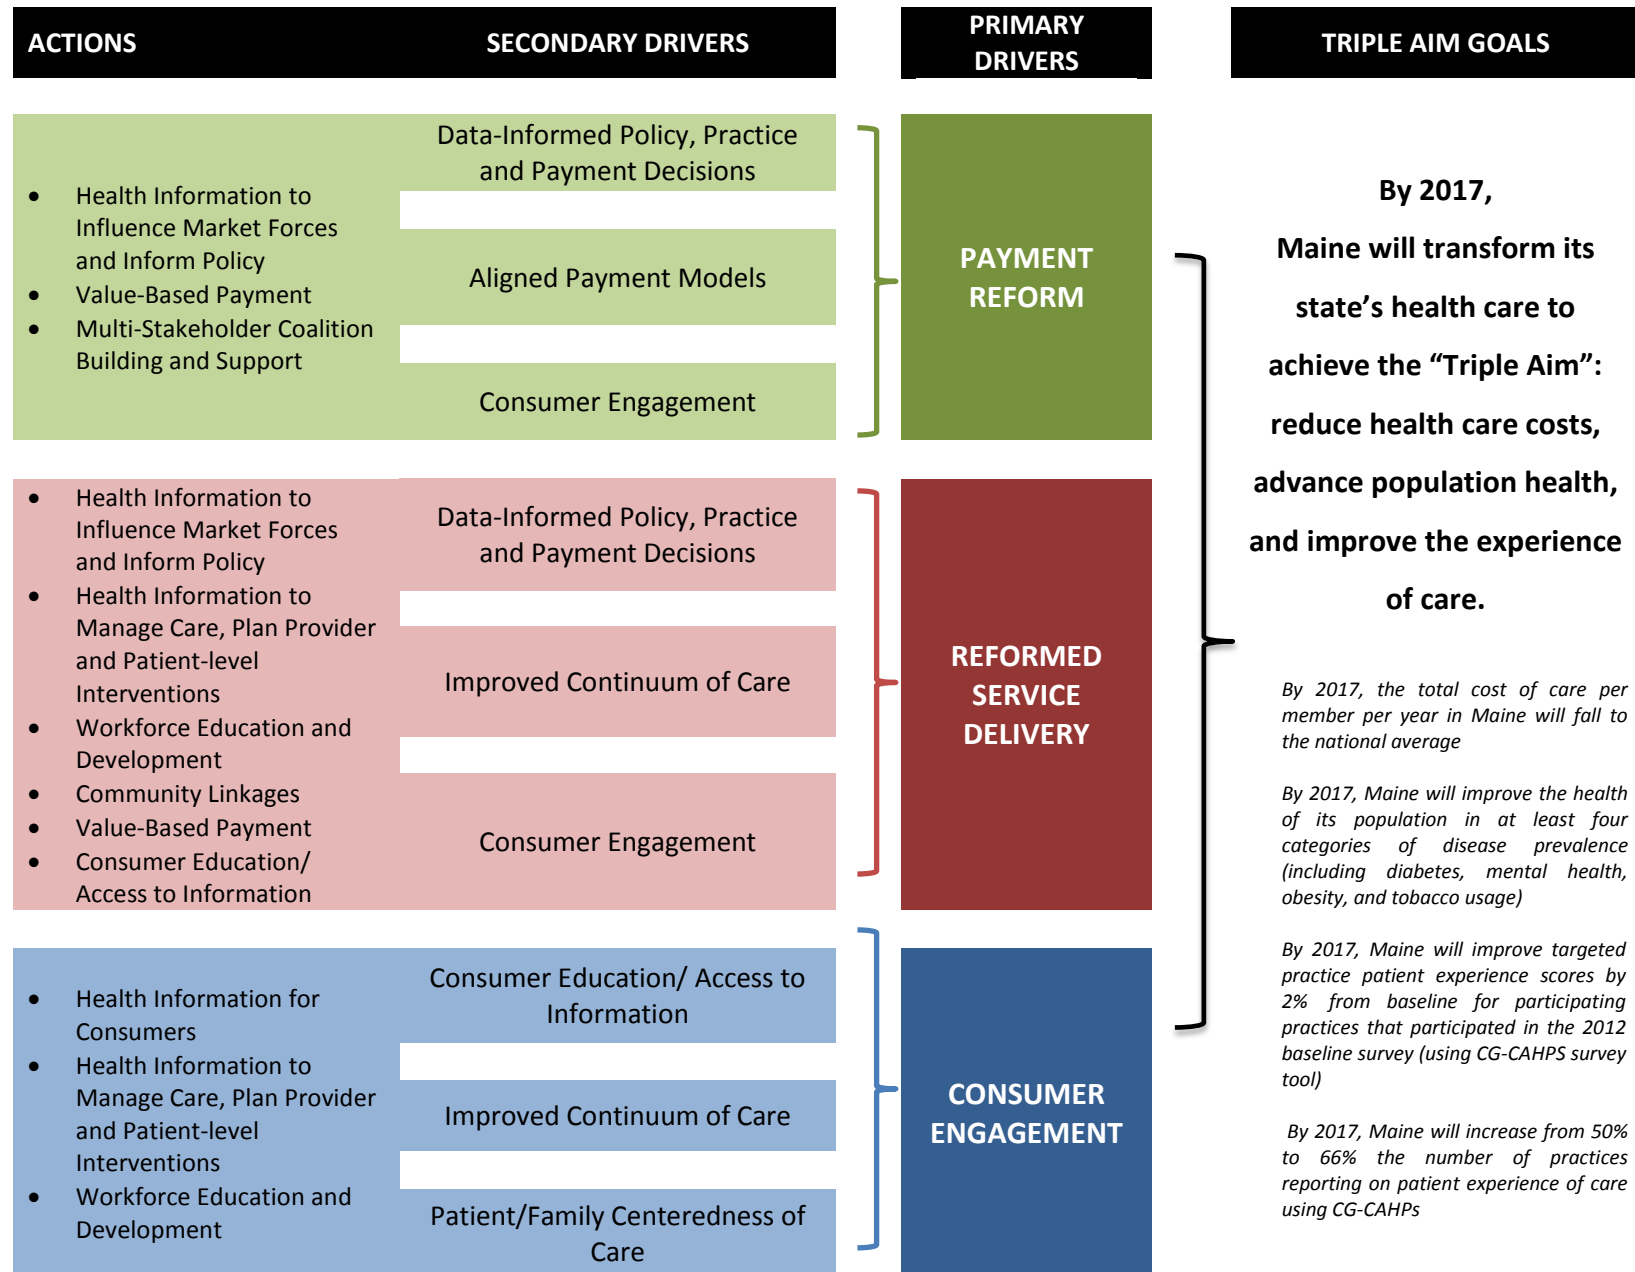 ACTIONS
SECONDARY DRIVERS
PRIMARY
DRIVERS
TRIPLE AIM GOALS
• Health Information to
Influence Market Forces
and Inform Policy
• Value-Based Payment
• Multi-Stakeholder Coalition
Building and Support
Data-Informed Policy, Practice
and Payment Decisions
Aligned Payment Models
Consumer Engagement
PAYMENT
REFORM
• Health Information to
Influence Market Forces
and Inform Policy
• Health Information to
Manage Care, Plan Provider
and Patient-level
Interventions
• Workforce Education and
Development
• Community Linkages
• Value-Based Payment
• Consumer Education/
Access to Information
Data-Informed Policy, Practice
and Payment Decisions
Improved Continuum of Care
Consumer Engagement
REFORMED
SERVICE
DELIVERY
• Health Information for
Consumers
• Health Information to
Manage Care, Plan Provider
and Patient-level
Interventions
• Workforce Education and
Development
Consumer Education/ Access to
Information
Improved Continuum of Care
Patient/Family Centeredness of
Care
CONSUMER
ENGAGEMENT
By 2017,
Maine will transform its
state’s health care to
achieve the “Triple Aim”:
reduce health care costs,
advance population health,
and improve the experience
of care.
By 2017, the total cost of care per
member per year in Maine will fall to
the national average
By 2017, Maine will improve the health
of its population in at least four
categories of disease prevalence
(including diabetes, mental health,
obesity, and tobacco usage)
By 2017, Maine will improve targeted
practice patient experience scores by
2% from baseline for participating
practices that participated in the 2012
baseline survey (using CG-CAHPS survey
tool)
By 2017, Maine will increase from 50%
to 66% the number of practices
reporting on patient experience of care
using CG-CAHPs